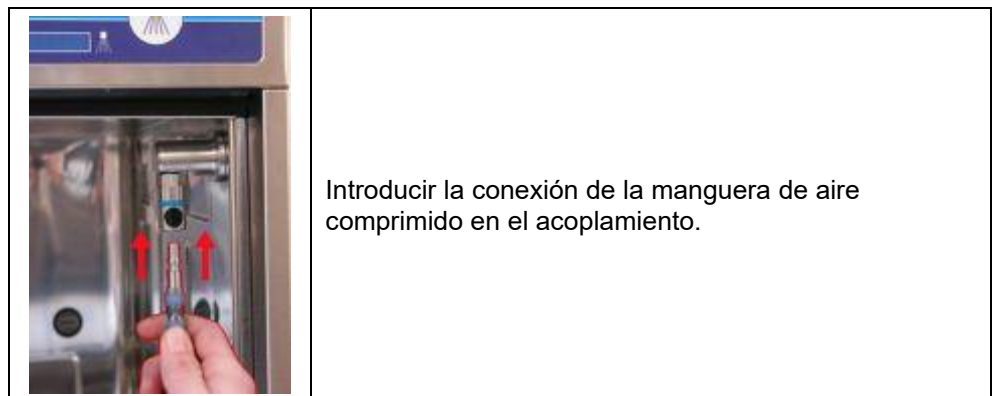 Introducir la conexión de la manguera de aire
comprimido en el acoplamiento.